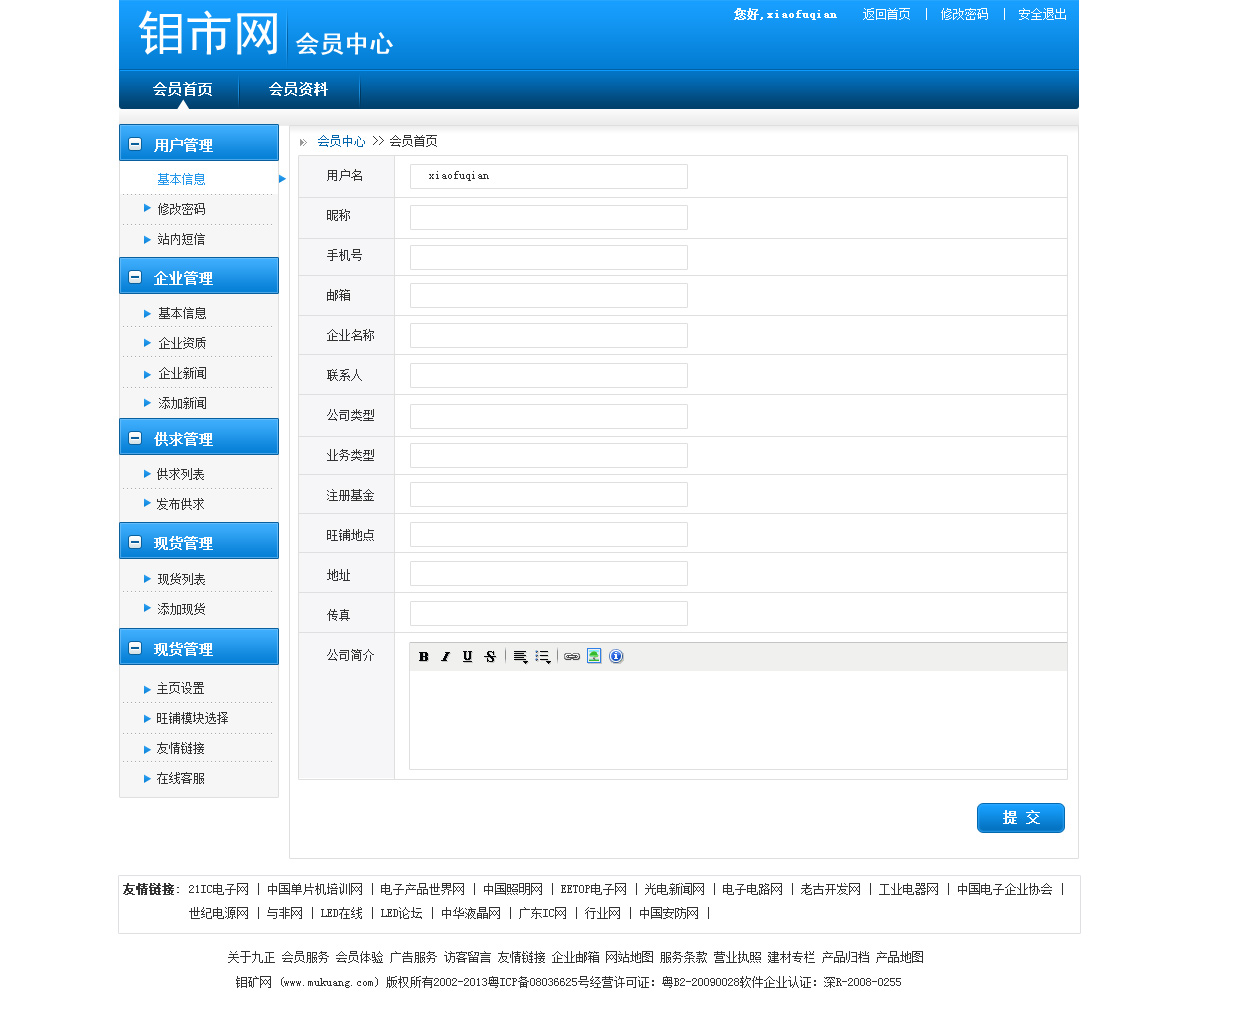 钼市网 会员中心
您好,xiaofuqian 返回首页 | 修改密码 | 安全退出
会员首页 会员资料
用户管理
基本信息
修改密码
站内短信
企业管理
基本信息
企业资质
企业新闻
添加新闻
供求管理
供求列表
发布供求
现货管理
现货列表
添加现货
现货管理
主页设置
旺铺模块选择
友情链接
在线客服
会员中心 >> 会员首页
用户名 xiaofuqian
昵称
手机号
邮箱
企业名称
联系人
公司类型
业务类型
注册基金
旺铺地点
地址
传真
公司简介
B I U S
提 交
友情链接: 21IC电子网 | 中国单片机培训网 | 电子产品世界网 | 中国照明网 | EETOP电子网 | 光电新闻网 | 电子电路网 | 老古开发网 | 工业电器网 | 中国电子企业协会 |
世纪电源网 | 与非网 | LED在线 | LED论坛 | 中华液晶网 | 广东IC网 | 行业网 | 中国安防网 |
关于九正 会员服务 会员体验 广告服务 访客留言 友情链接 企业邮箱 网站地图 服务条款 营业执照 建材专栏 产品归档 产品地图
钼矿网 (www.mukuang.com) 版权所有2002-2013粤ICP备08036625号经营许可证: 粤B2-20090028软件企业认证: 深R-2008-0255